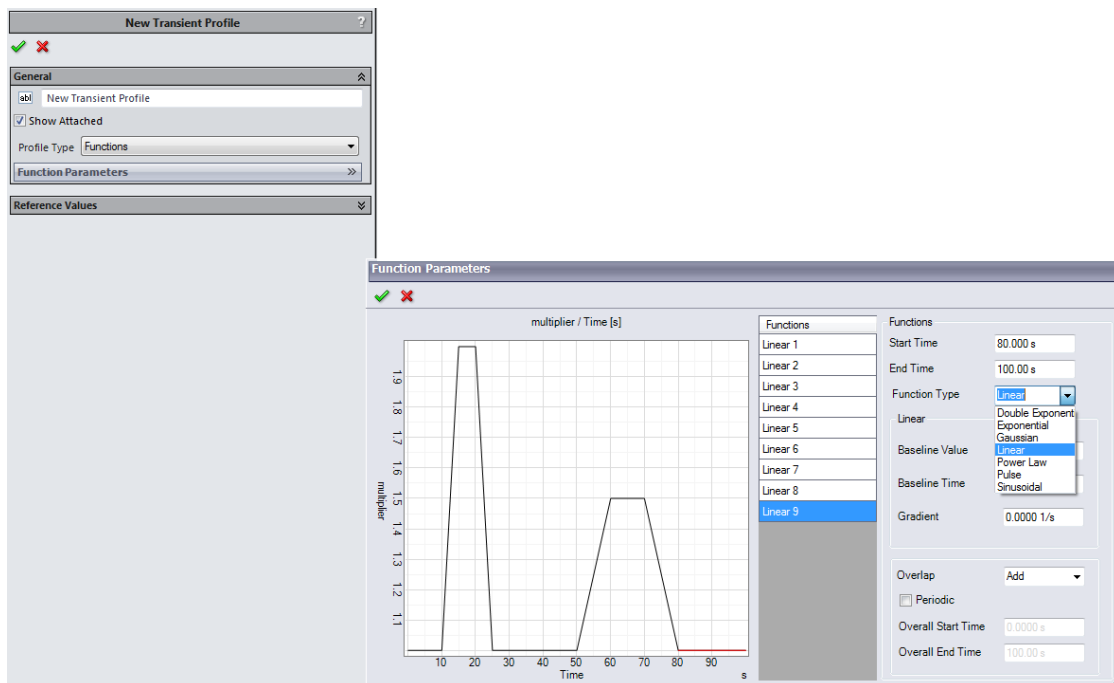 New Transient Profile ?
General
abl New Transient Profile
Show Attached
Profile Type Functions
Function Parameters
Reference Values
Function Parameters
multiplier / Time [s]
1.9
1.8
1.7
1.6
1.5
1.4
1.3
1.2
1.1
multiplier
10 20 30 40 50 60 70 80 90
Time s
Functions
Linear 1
Linear 2
Linear 3
Linear 4
Linear 5
Linear 6
Linear 7
Linear 8
Linear 9
Functions
Start Time 80.000 s
End Time 100.00 s
Function Type Linear
Double Exponent
Exponential
Gaussian
Linear
Power Law
Pulse
Sinusoidal
Linear
Baseline Value
Baseline Time
Gradient 0.0000 1/s
Overlap Add
Periodic
Overall Start Time 0.0000 s
Overall End Time 100.00 s